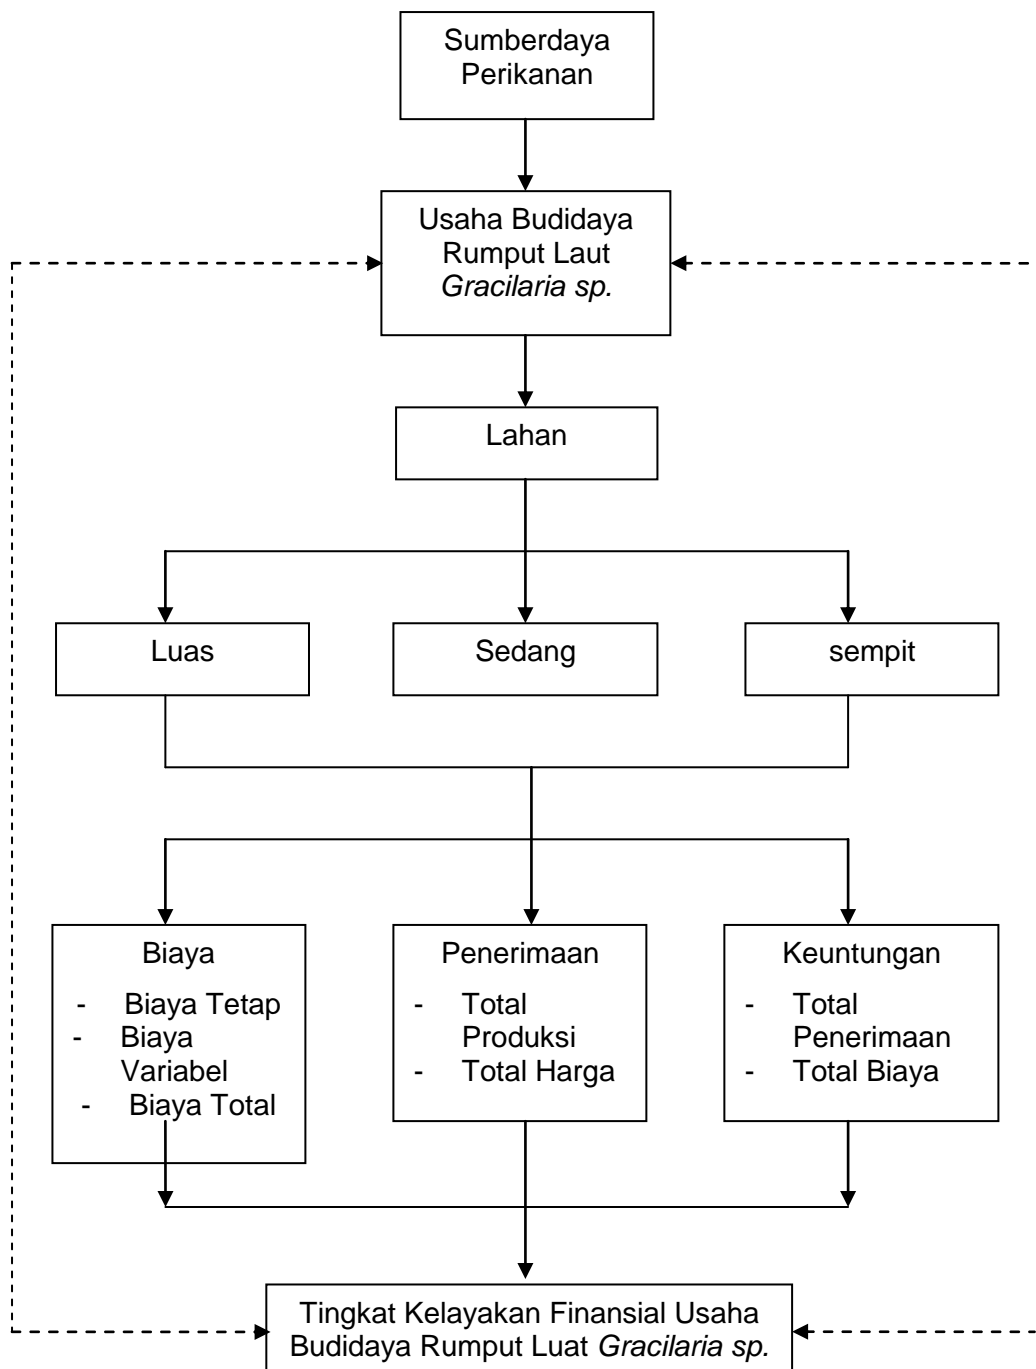 Sumberdaya
Perikanan
Usaha Budidaya
Rumput Laut
Gracilaria sp.
Lahan
Luas
Sedang
sempit
Biaya
- Biaya Tetap
- Biaya
Variabel
- Biaya Total
Penerimaan
- Total
Produksi
- Total Harga
Keuntungan
- Total
Penerimaan
- Total Biaya
Tingkat Kelayakan Finansial Usaha
Budidaya Rumput Luat Gracilaria sp.